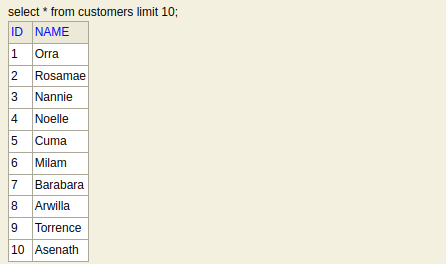 select * from customers limit 10;
ID NAME
1 Orra
2 Rosamae
3 Nannie
4 Noelle
5 Cuma
6 Milam
7 Barabara
8 Arwilla
9 Torrence
10 Asenath